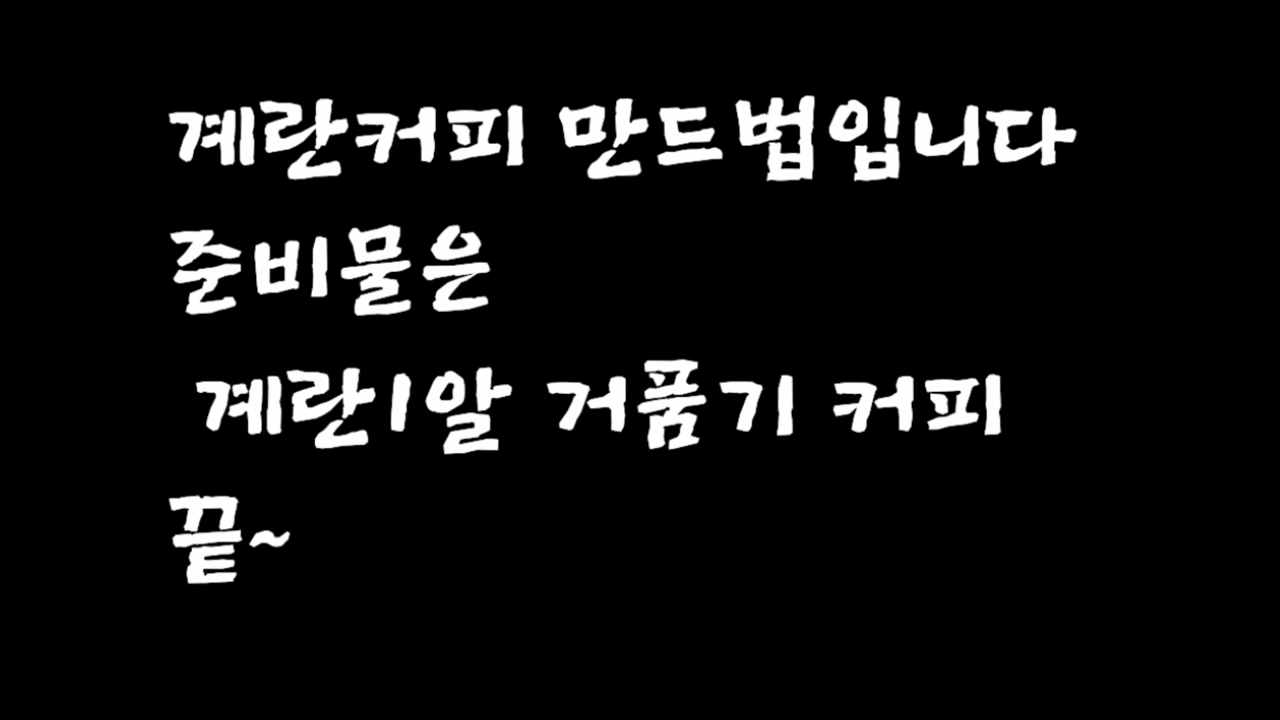 계란커피 만드법입니다
준비물은
계란1알 거품기 커피
끝~